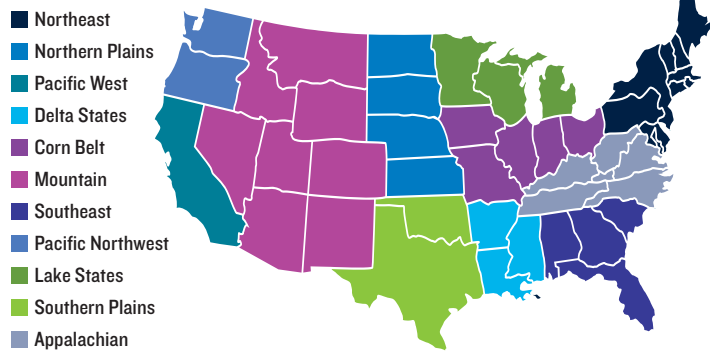 Northeast
Northern Plains
Pacific West
Delta States
Corn Belt
Mountain
Southeast
Pacific Northwest
Lake States
Southern Plains
Appalachian